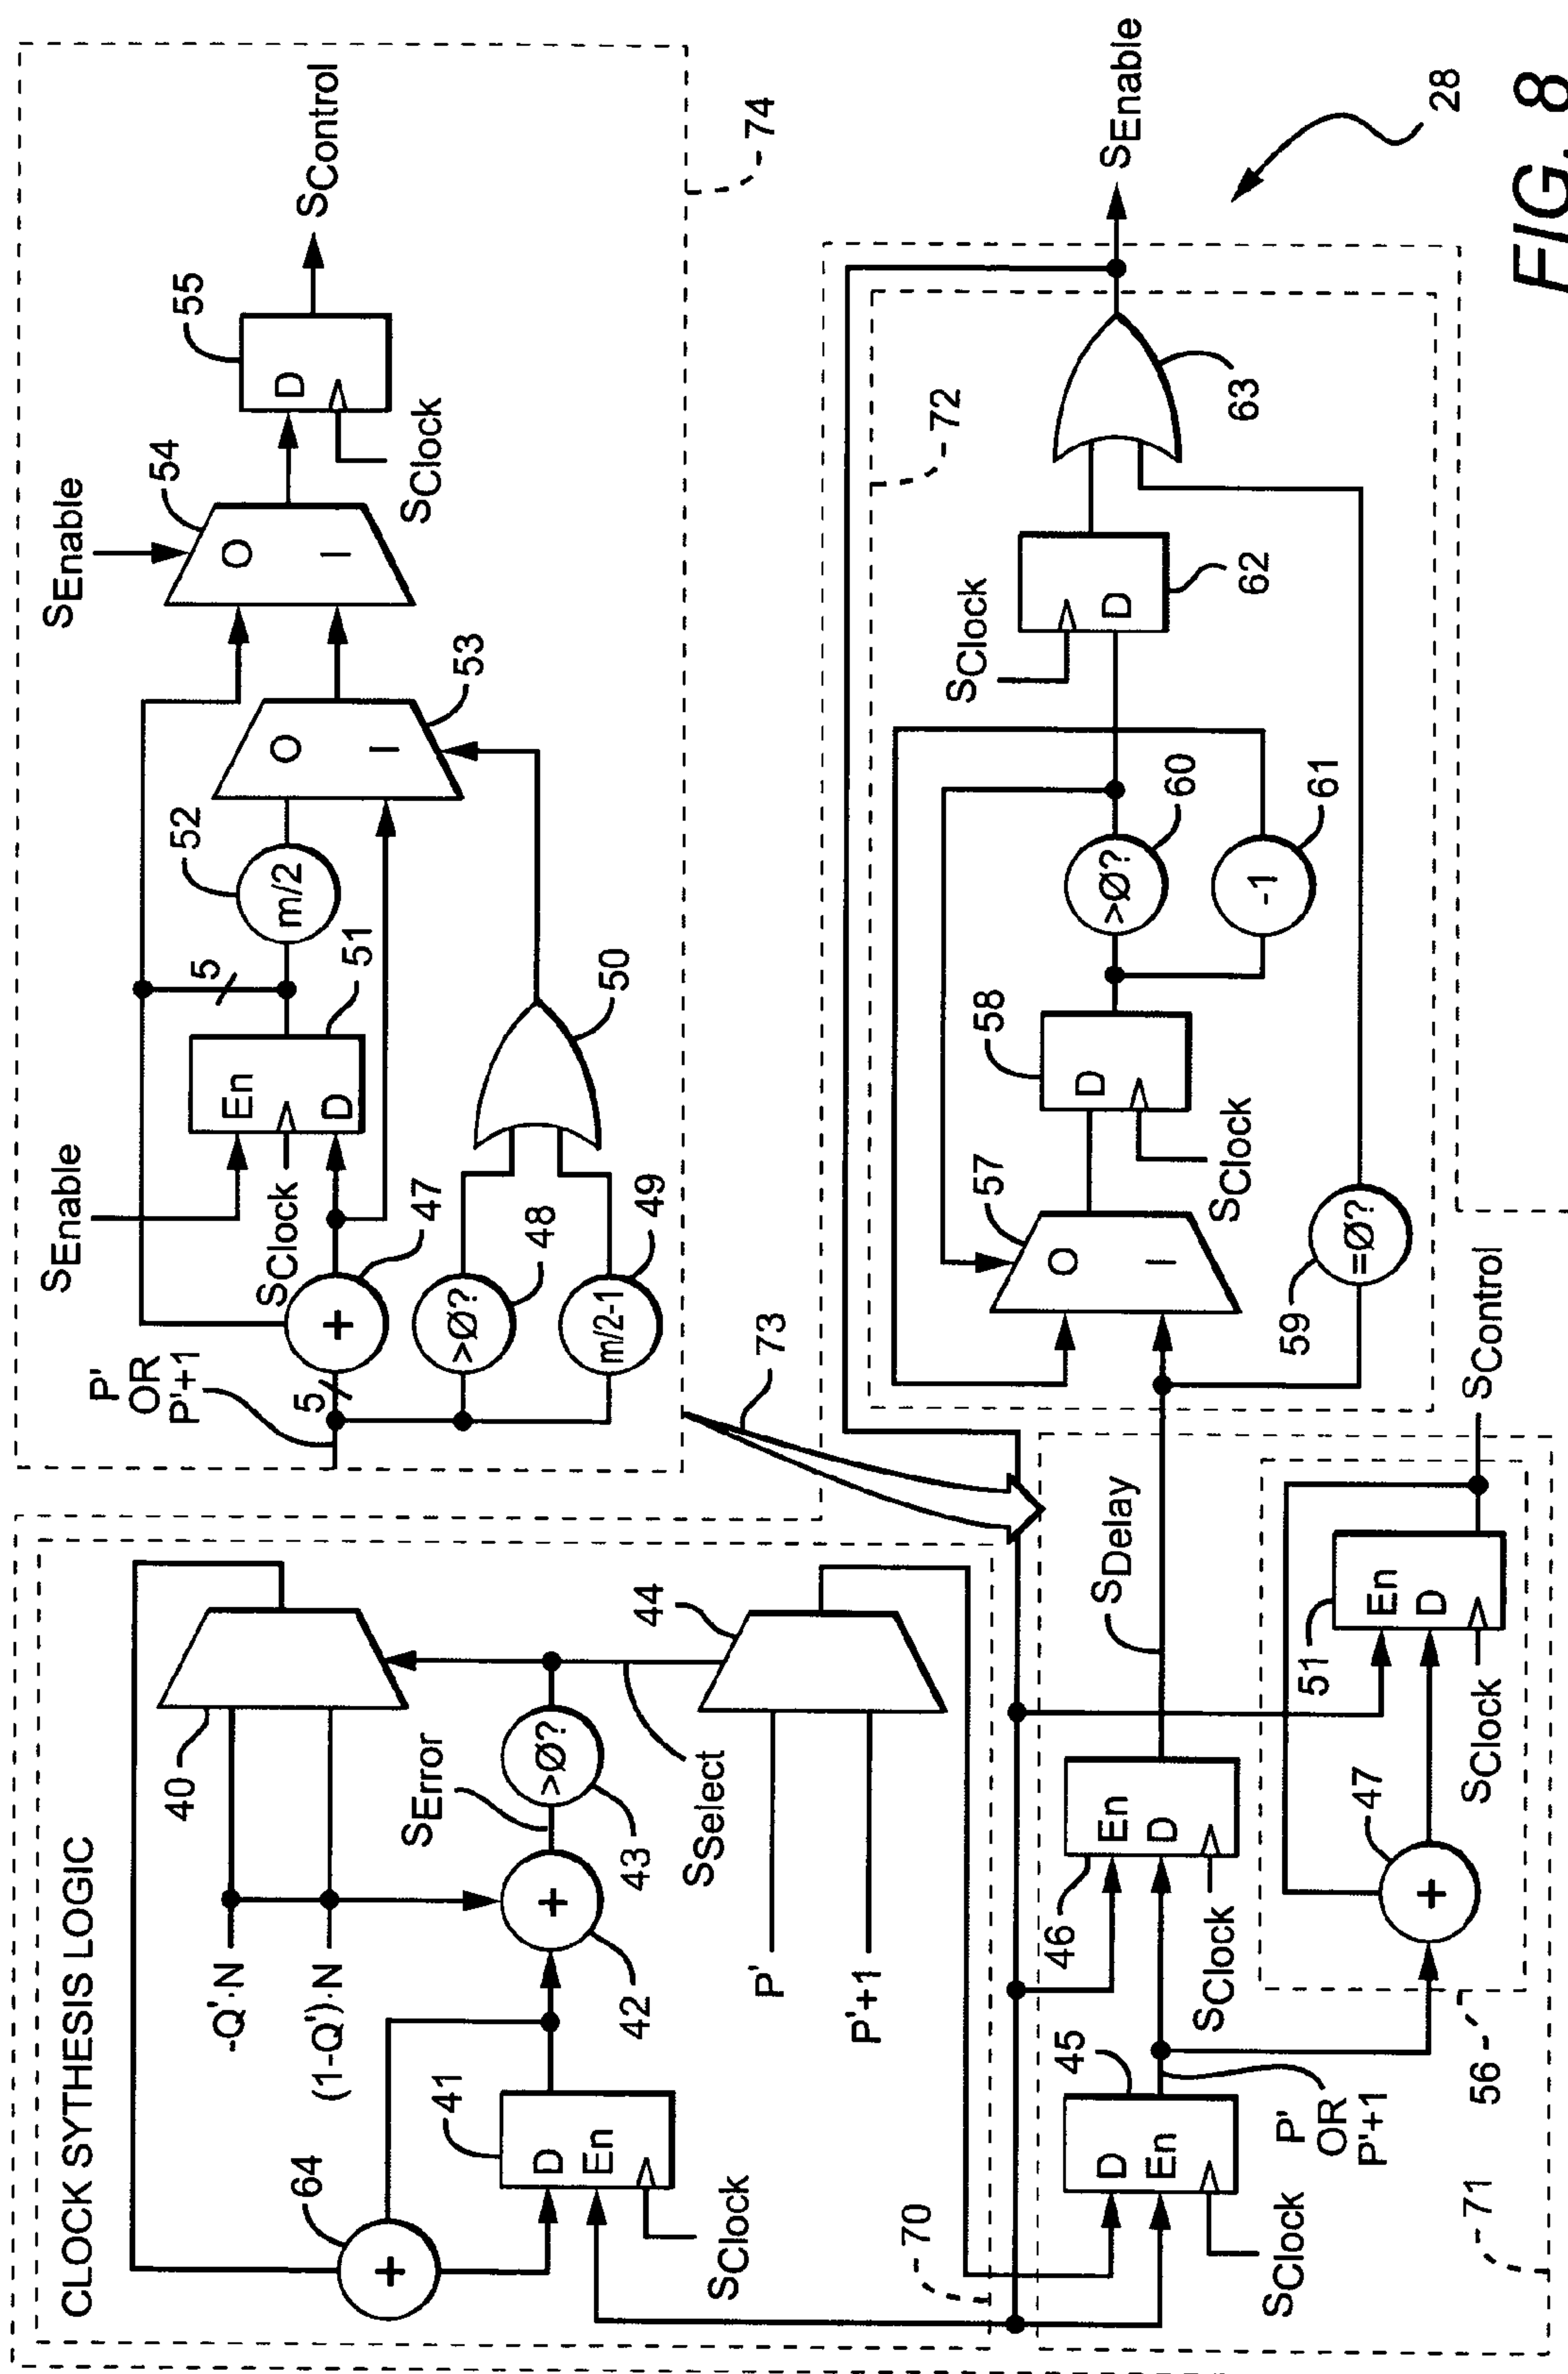 CLOCK SYTHESIS LOGIC
64
41
D
En
SClock
-Q'·N
(1-Q')·N
40
42
+
+
SError
43
>Ø?
SSelect
44
P'
P'+1
70
P'
OR
P'+1
5
+
47
>Ø?
48
m/2-1
49
50
SEnable
SClock
En
D
51
5
m/2
52
O
I
53
SEnable
O
I
54
D
55
SClock
SControl
74
73
D
En
45
SClock
P'
OR
P'+1
46
En
D
SClock
SDelay
+
47
51
En
D
SClock
SControl
56
71
57
O
I
D
58
SClock
=Ø?
59
>Ø?
60
-1
61
SClock
D
62
63
72
SEnable
28
FIG. 8